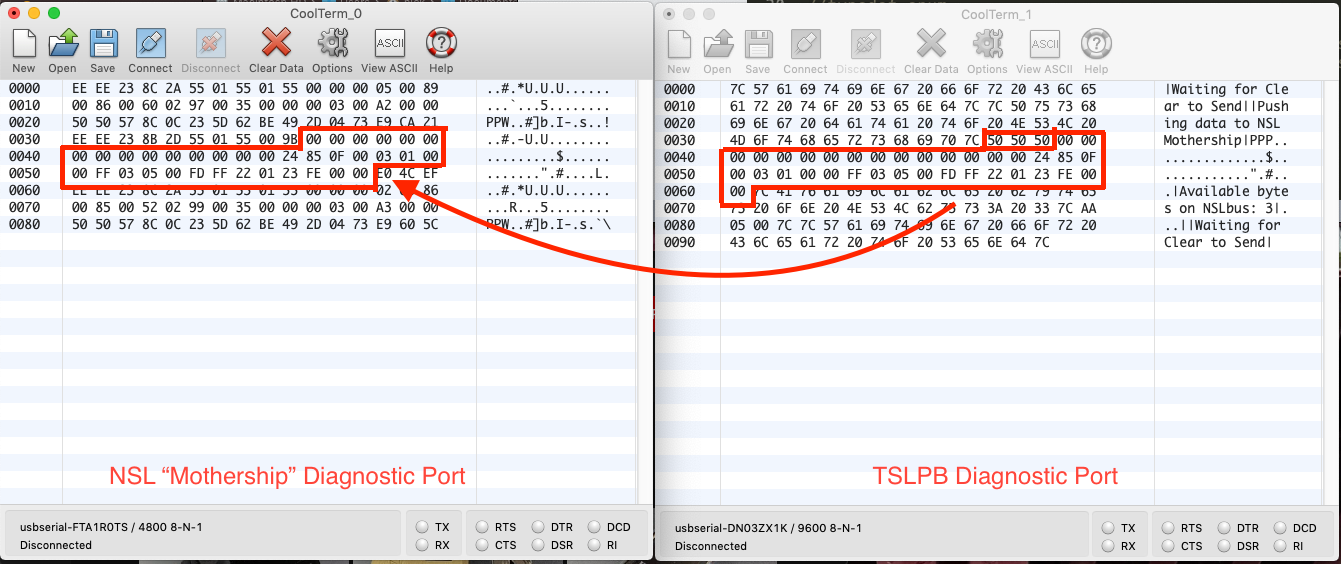 CoolTerm_0
New Open Save Connect Disconnect Clear Data Options ASCII View ASCII Help
0000 EE EE 23 8C 2A 55 01 55 01 55 00 00 00 05 00 89 ..#.*U.U.U......
0010 00 86 00 60 02 97 00 35 00 00 00 03 00 A2 00 00 ...`...5........
0020 50 50 57 8C 0C 23 5D 62 BE 49 2D 04 73 E9 CA 21 PPW..#]b.I-.s..!
0030 EE EE 23 8B 2D 55 01 55 00 9B 00 00 00 00 00 00 ..#.-U.U........
0040 00 00 00 00 00 00 00 00 00 24 85 0F 00 03 01 00 .........$......
0050 00 FF 03 05 00 FD FF 22 01 23 FE 00 00 E0 4C EF .......".#....L.
0060 EE EE 23 8C 2A 55 01 55 01 55 00 00 00 02 00 86 ..#.*U.U.U......
0070 00 85 00 52 02 99 00 35 00 00 00 03 00 A3 00 00 ...R...5........
0080 50 50 57 8C 0C 23 5D 62 BE 49 2D 04 73 E9 60 5C PPW..#]b.I-.s.`\
NSL “Mothership” Diagnostic Port
usbserial-FTA1R0TS / 4800 8-N-1
Disconnected
TX RTS DTR DCD
RX CTS DSR RI
CoolTerm_1
New Open Save Connect Disconnect Clear Data Options ASCII View ASCII Help
0000 7C 57 61 69 74 69 6E 67 20 66 6F 72 20 43 6C 65 |Waiting for Cle
0010 61 72 20 74 6F 20 53 65 6E 64 7C 7C 50 75 73 68 ar to Send||Push
0020 69 6E 67 20 64 61 74 61 20 74 6F 20 4E 53 4C 20 ing data to NSL
0030 4D 6F 74 68 65 72 73 68 69 70 7C 50 50 50 00 00 Mothership|PPP..
0040 00 00 00 00 00 00 00 00 00 00 00 00 00 24 85 0F .............$..
0050 00 03 01 00 00 FF 03 05 00 FD FF 22 01 23 FE 00 ...........".#..
0060 00 7C 41 76 61 69 6C 61 62 6C 65 20 62 79 74 65 .|Available byte
0070 73 20 6F 6E 20 4E 53 4C 62 75 73 3A 20 33 7C AA s on NSLbus: 3|.
0080 05 00 7C 7C 57 61 69 74 69 6E 67 20 66 6F 72 20 ..||Waiting for
0090 43 6C 65 61 72 20 74 6F 20 53 65 6E 64 7C Clear to Send|
TSLPB Diagnostic Port
usbserial-DN03ZX1K / 9600 8-N-1
Disconnected
TX RTS DTR DCD
RX CTS DSR RI